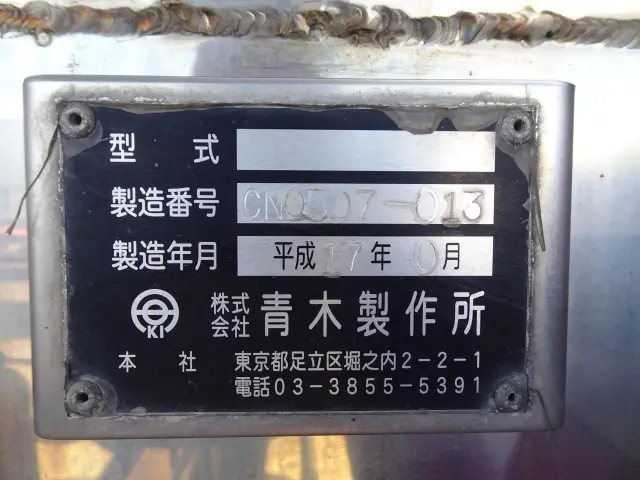 型式
製造番号 CN0507-013
製造年月 平成17年 0月
KI
株式会社 青木製作所
本社 東京都足立区堀之内2-2-1
電話03-3855-5391